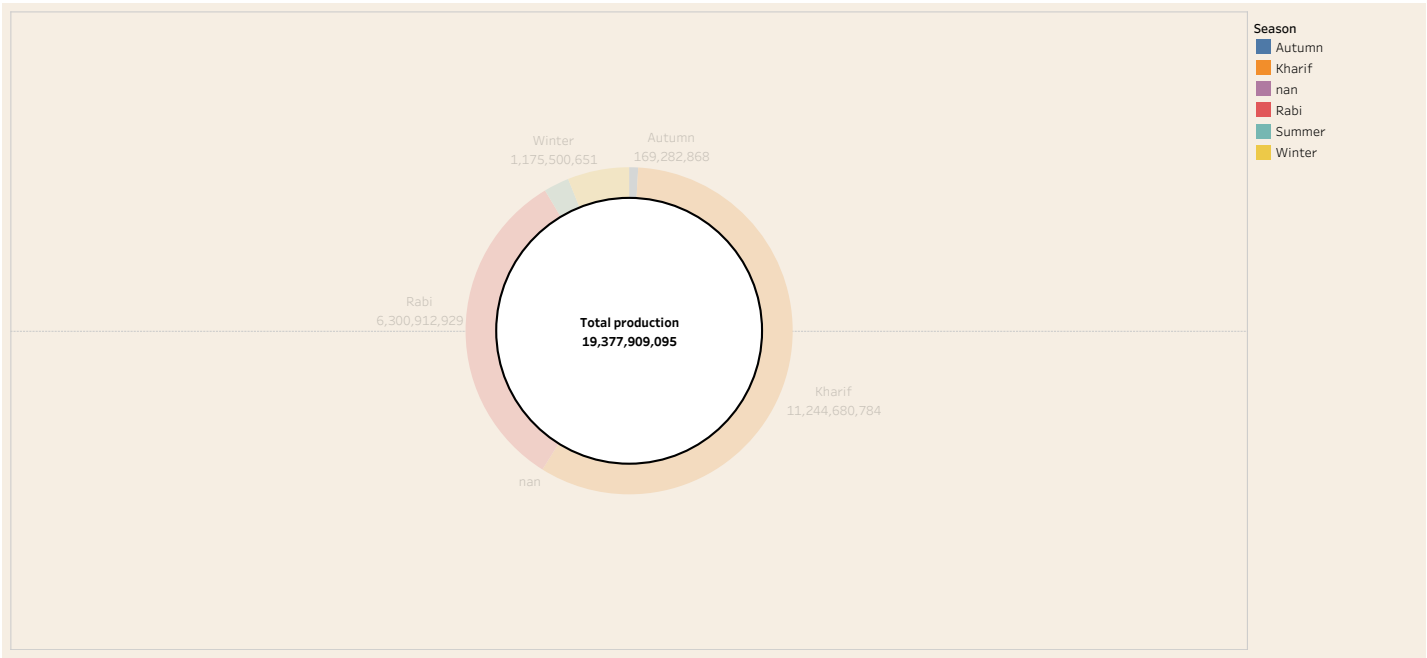 Season
Autumn
Kharif
nan
Rabi
Summer
Winter
Winter
1,175,500,651
Autumn
169,282,868
Rabi
6,300,912,929
Total production
19,377,909,095
Kharif
11,244,680,784
nan